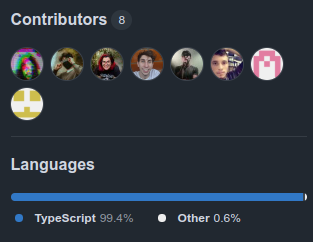 Contributors 8
Languages
TypeScript 99.4% Other 0.6%